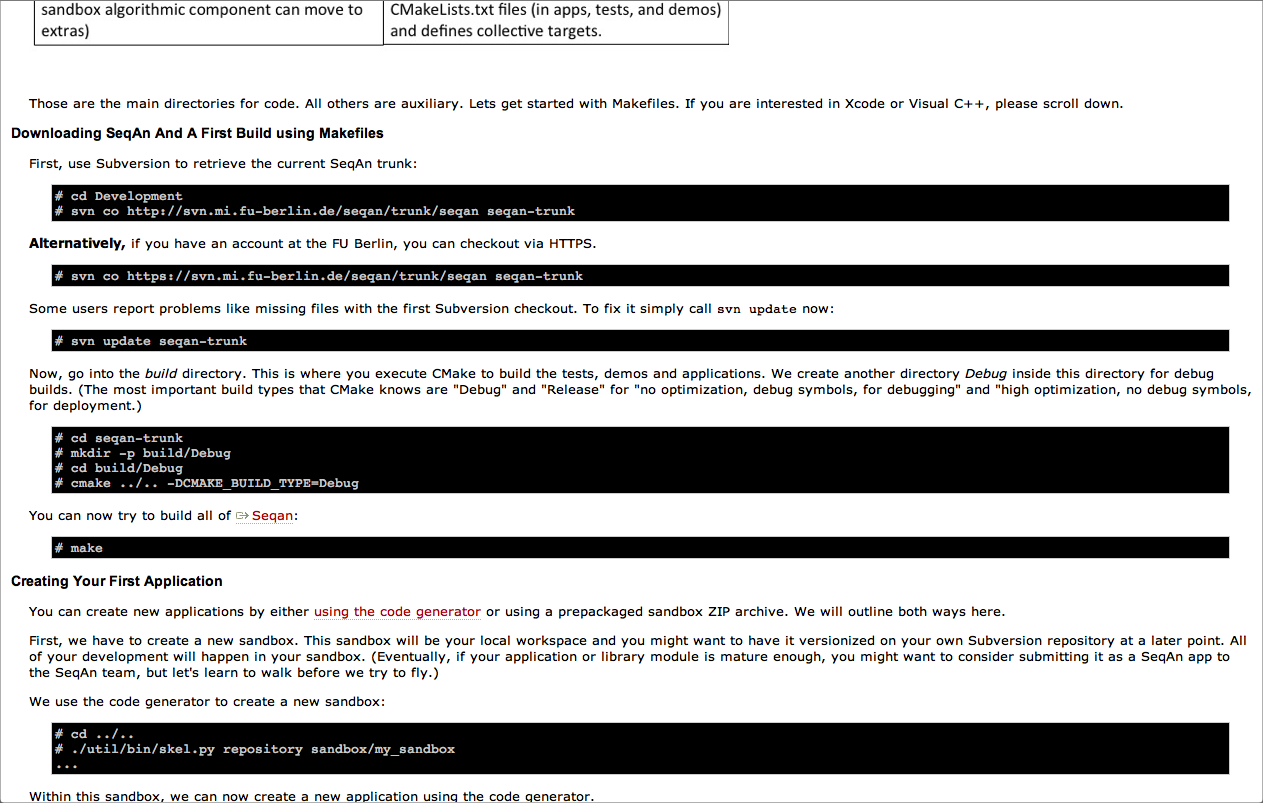 sandbox algorithmic component can move to
extras)
CMakeLists.txt files (in apps, tests, and demos)
and defines collective targets.
Those are the main directories for code. All others are auxiliary. Lets get started with Makefiles. If you are interested in Xcode or Visual C++, please scroll down.
Downloading SeqAn And A First Build using Makefiles
First, use Subversion to retrieve the current SeqAn trunk:
# cd Development
# svn co http://svn.mi.fu-berlin.de/seqan/trunk/seqan seqan-trunk
Alternatively, if you have an account at the FU Berlin, you can checkout via HTTPS.
# svn co https://svn.mi.fu-berlin.de/seqan/trunk/seqan seqan-trunk
Some users report problems like missing files with the first Subversion checkout. To fix it simply call svn update now:
# svn update seqan-trunk
Now, go into the build directory. This is where you execute CMake to build the tests, demos and applications. We create another directory Debug inside this directory for debug
builds. (The most important build types that CMake knows are "Debug" and "Release" for "no optimization, debug symbols, for debugging" and "high optimization, no debug symbols,
for deployment.)
# cd seqan-trunk
# mkdir -p build/Debug
# cd build/Debug
# cmake ../.. -DCMAKE_BUILD_TYPE=Debug
You can now try to build all of Seqan:
# make
Creating Your First Application
You can create new applications by either using the code generator or using a prepackaged sandbox ZIP archive. We will outline both ways here.
First, we have to create a new sandbox. This sandbox will be your local workspace and you might want to have it versionized on your own Subversion repository at a later point. All
of your development will happen in your sandbox. (Eventually, if your application or library module is mature enough, you might want to consider submitting it as a SeqAn app to
the SeqAn team, but let's learn to walk before we try to fly.)
We use the code generator to create a new sandbox:
# cd ../..
# ./util/bin/skel.py repository sandbox/my_sandbox
...
Within this sandbox, we can now create a new application using the code generator.